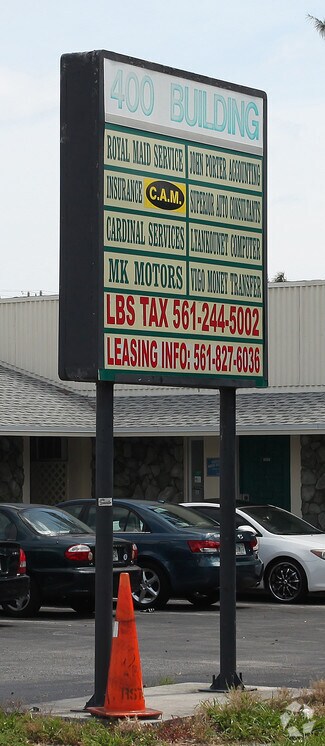 400 BUILDING
ROYAL MAID SERVICE
JOHN PORTER ACCOUNTING
INSURANCE C.A.M.
SUPERIOR AUTO CONSULTANTS
CARDINAL SERVICES
LYANKOUNET COMPUTER
MK MOTORS
VIGO MONEY TRANSFER
LBS TAX 561-244-5002
LEASING INFO: 561-827-6036